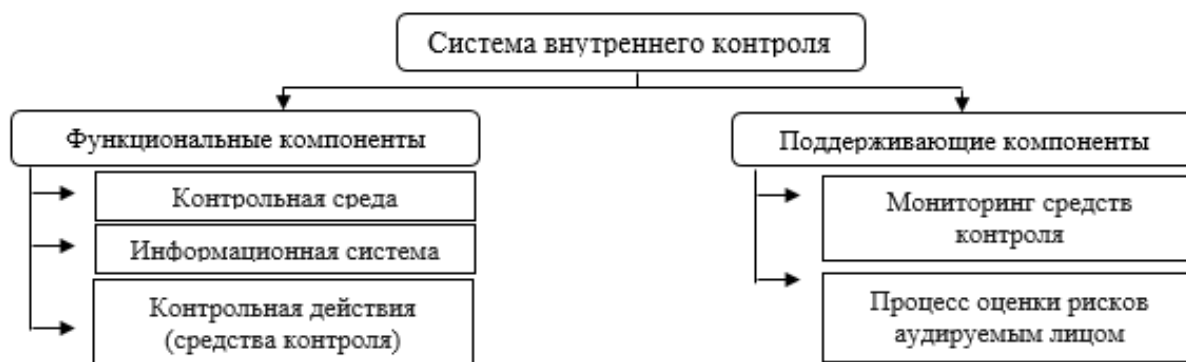 Система внутреннего контроля
Функциональные компоненты
Контрольная среда
Информационная система
Контрольная действия
(средства контроля)
Поддерживающие компоненты
Мониторинг средств
контроля
Процесс оценки рисков
аудируемым лицом